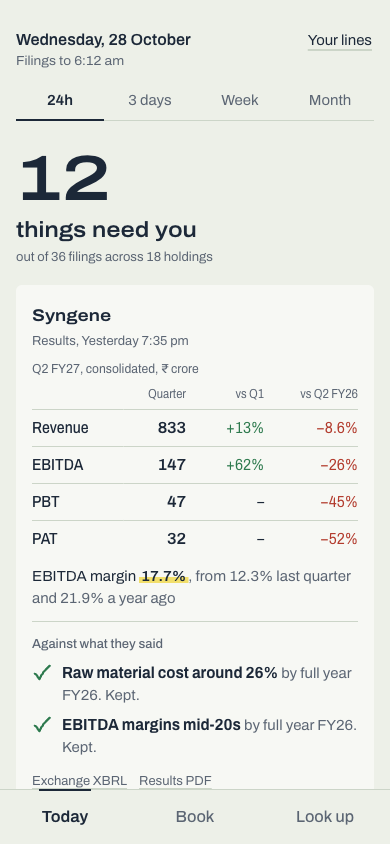 Wednesday, 28 October
Your lines
Filings to 6:12 am
24h 3 days Week Month
12
things need you
out of 36 filings across 18 holdings
Syngene
Results, Yesterday 7:35 pm
Q2 FY27, consolidated, ₹ crore
Quarter vs Q1 vs Q2 FY26
Revenue 833 +13% −8.6%
EBITDA 147 +62% −26%
PBT 47 – −45%
PAT 32 – −52%
EBITDA margin 17.7%, from 12.3% last quarter
and 21.9% a year ago
Against what they said
Raw material cost around 26% by full year
FY26. Kept.
EBITDA margins mid-20s by full year FY26.
Kept.
Exchange XBRL Results PDF
Today Book Look up